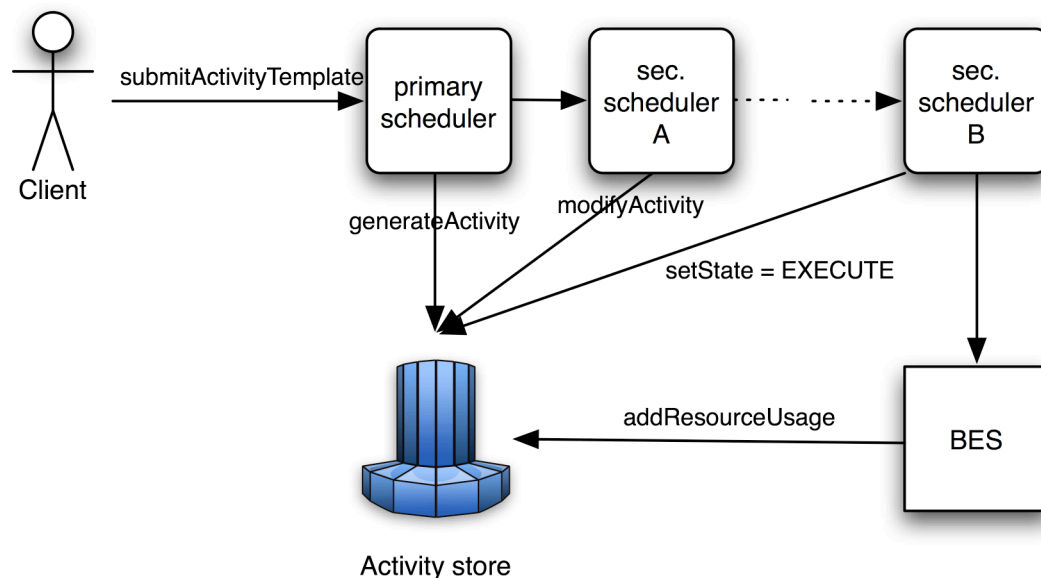 submitActivityTemplate
primary
scheduler
sec.
scheduler
A
sec.
scheduler
B
Client
generateActivity
modifyActivity
setState = EXECUTE
addResourceUsage
BES
Activity store